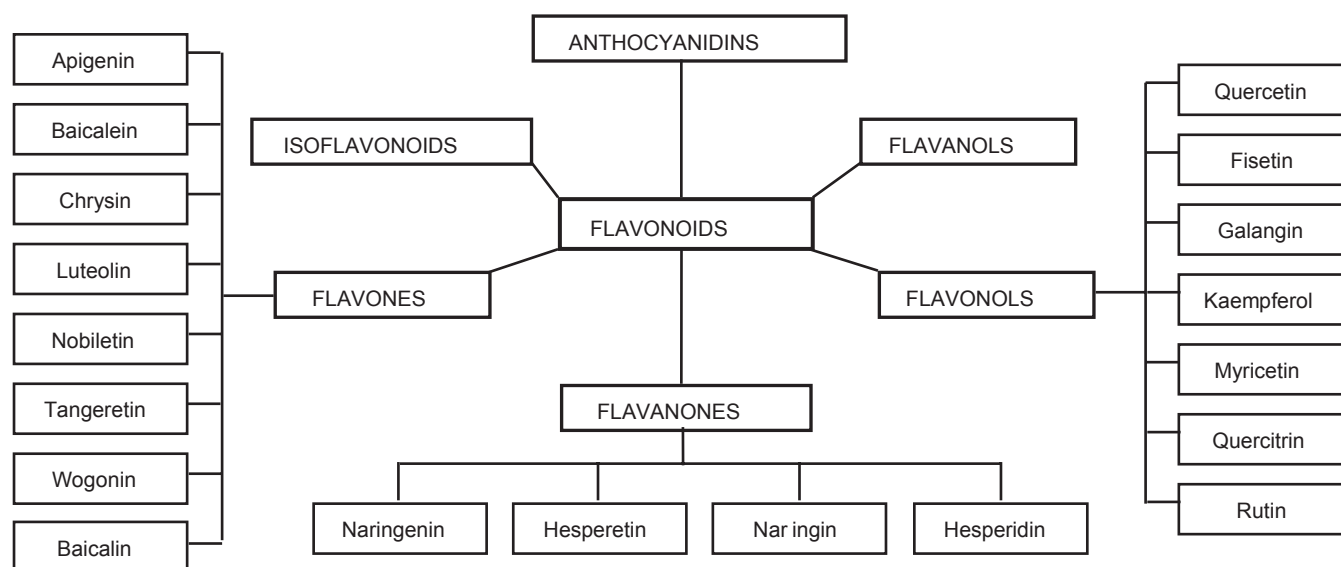 ANTHOCYANIDINS
ISOFLAVONOIDS
FLAVANOLS
FLAVONOIDS
FLAVONES
FLAVONOLS
FLAVANONES
Apigenin
Baicalein
Chrysin
Luteolin
Nobiletin
Tangeretin
Wogonin
Baicalin
Naringenin
Hesperetin
Nar ingin
Hesperidin
Quercetin
Fisetin
Galangin
Kaempferol
Myricetin
Quercitrin
Rutin